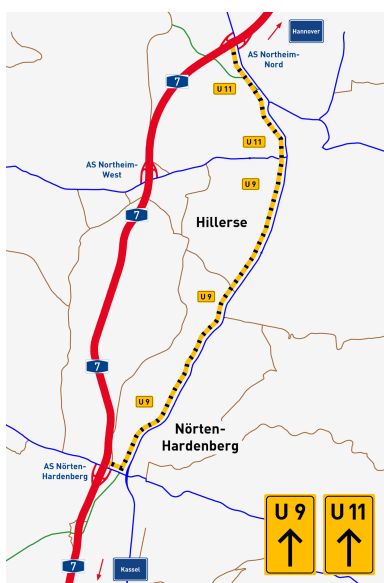 Hannover
AS Northeim-
Nord
7
U 11
U 11
AS Northeim-
West
U 9
7
Hillerse
U 9
7
U 9
Nörten-
Hardenberg
AS Nörten-
Hardenberg
U 9
U 11
7
Kassel